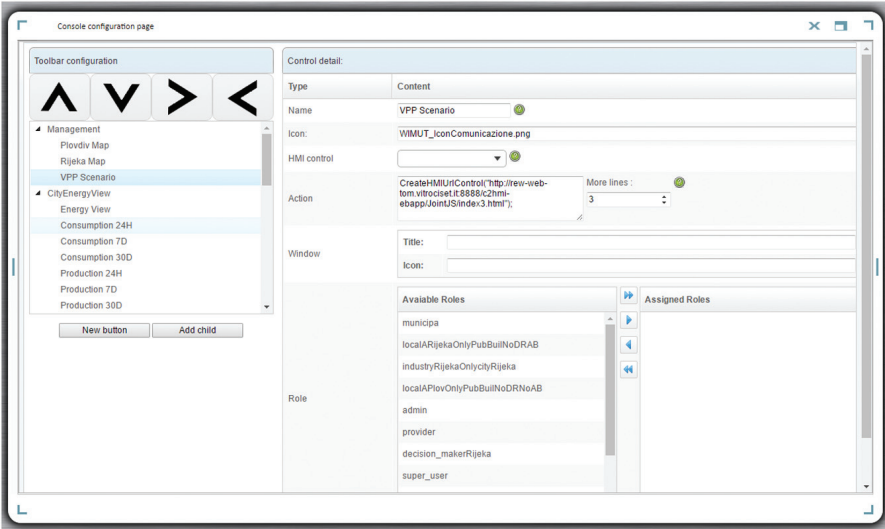 Console configuration page
Toolbar configuration
Management
Plovdiv Map
Rijeka Map
VPP Scenario
CityEnergyView
Energy View
Consumption 24H
Consumption 7D
Consumption 30D
Production 24H
Production 7D
Production 30D
New button
Add child
Control detail:
Type Content
Name VPP Scenario
Icon: WIMUT_IconComunicazione.png
HMI control
Action
CreateHMIUrlControl("http://rew-web-
tom.vitrociset.it:8888/c2hmi-
ebapp/JointJS/index3.html");
More lines :
3
Window
Title:
Icon:
Role
Avaiable Roles
municipa
localARijekaOnlyPubBuilNoDRAB
industryRijekaOnlycityRijeka
localAPlovOnlyPubBuilNoDRNoAB
admin
provider
decision_makerRijeka
super_user
Assigned Roles